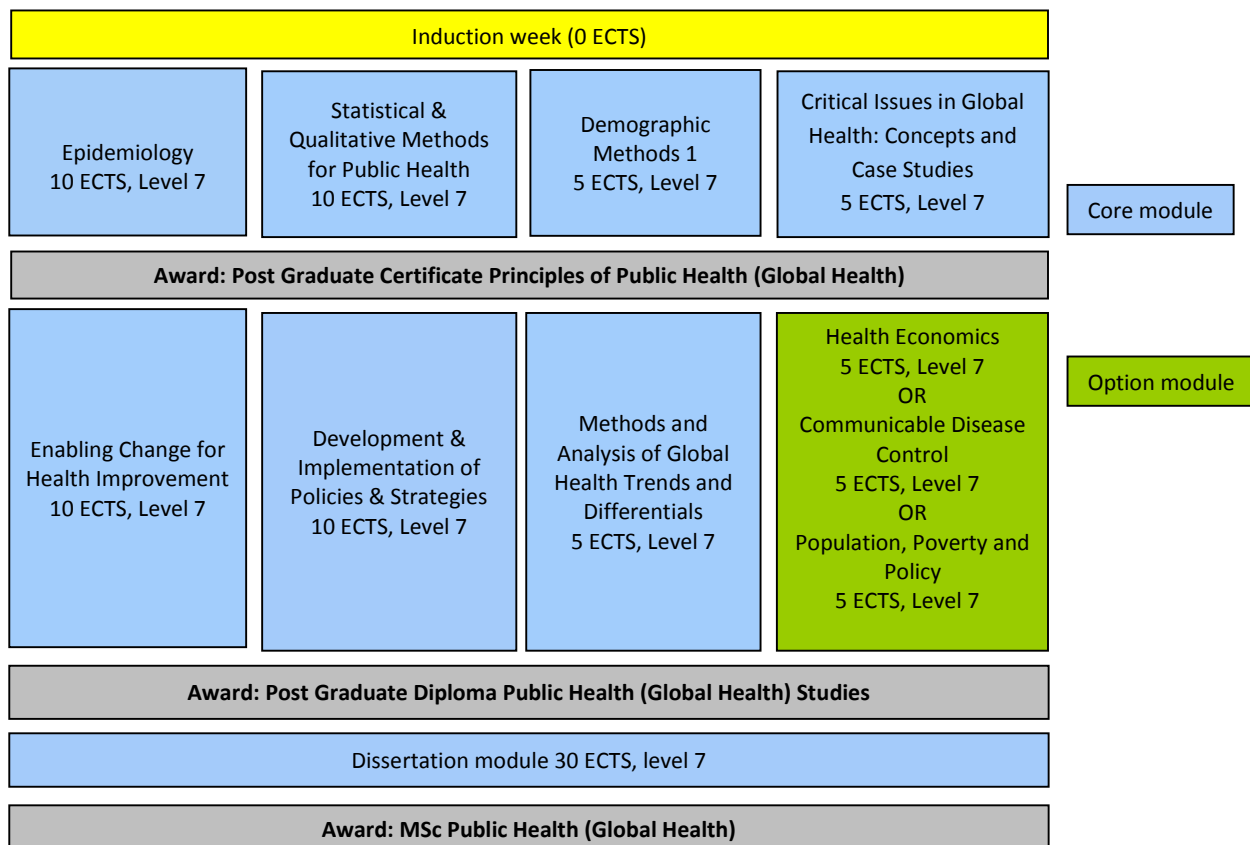 Induction week (0 ECTS)
Epidemiology
10 ECTS, Level 7
Statistical &
Qualitative Methods
for Public Health
10 ECTS, Level 7
Demographic
Methods 1
5 ECTS, Level 7
Critical Issues in Global
Health: Concepts and
Case Studies
5 ECTS, Level 7
Core module
Award: Post Graduate Certificate Principles of Public Health (Global Health)
Enabling Change for
Health Improvement
10 ECTS, Level 7
Development &
Implementation of
Policies & Strategies
10 ECTS, Level 7
Methods and
Analysis of Global
Health Trends and
Differentials
5 ECTS, Level 7
Health Economics
5 ECTS, Level 7
OR
Communicable Disease
Control
5 ECTS, Level 7
OR
Population, Poverty and
Policy
5 ECTS, Level 7
Option module
Award: Post Graduate Diploma Public Health (Global Health) Studies
Dissertation module 30 ECTS, level 7
Award: MSc Public Health (Global Health)